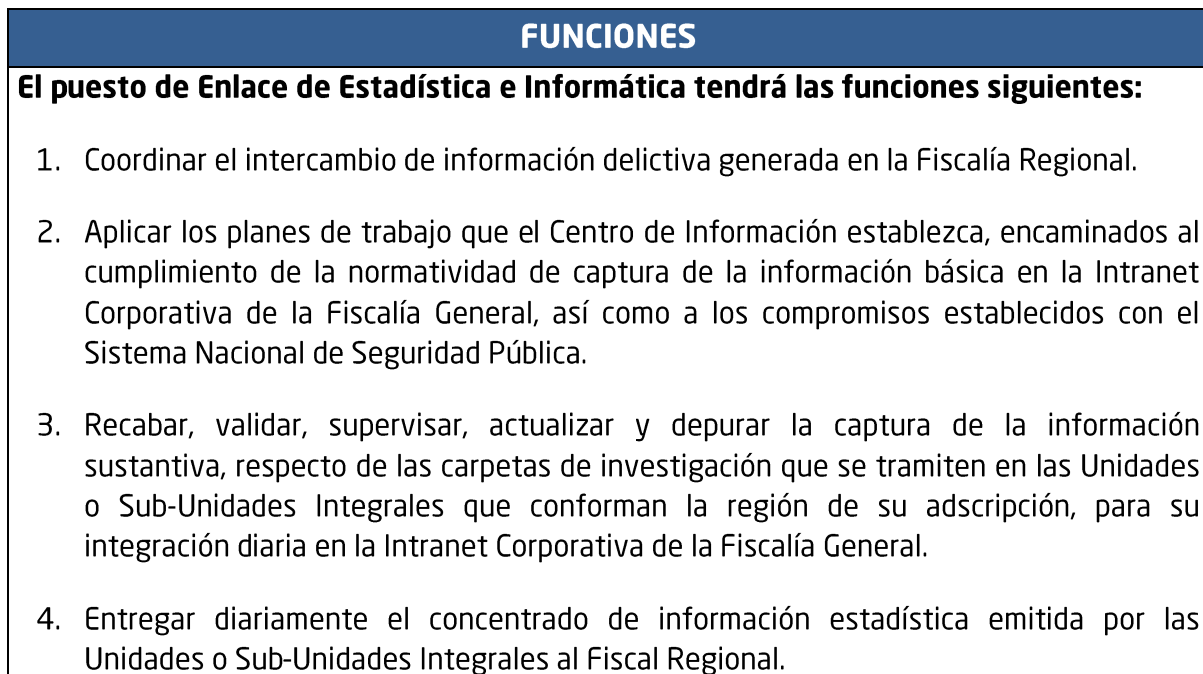 FUNCIONES
El puesto de Enlace de Estadística e Informática tendrá las funciones siguientes:
1. Coordinar el intercambio de información delictiva generada en la Fiscalía Regional.
2. Aplicar los planes de trabajo que el Centro de Información establezca, encaminados al
cumplimiento de la normatividad de captura de la información básica en la Intranet
Corporativa de la Fiscalía General, así como a los compromisos establecidos con el
Sistema Nacional de Seguridad Pública.
3. Recabar, validar, supervisar, actualizar y depurar la captura de la información
sustantiva, respecto de las carpetas de investigación que se tramiten en las Unidades
o Sub-Unidades Integrales que conforman la región de su adscripción, para su
integración diaria en la Intranet Corporativa de la Fiscalía General.
4. Entregar diariamente el concentrado de información estadística emitida por las
Unidades o Sub-Unidades Integrales al Fiscal Regional.